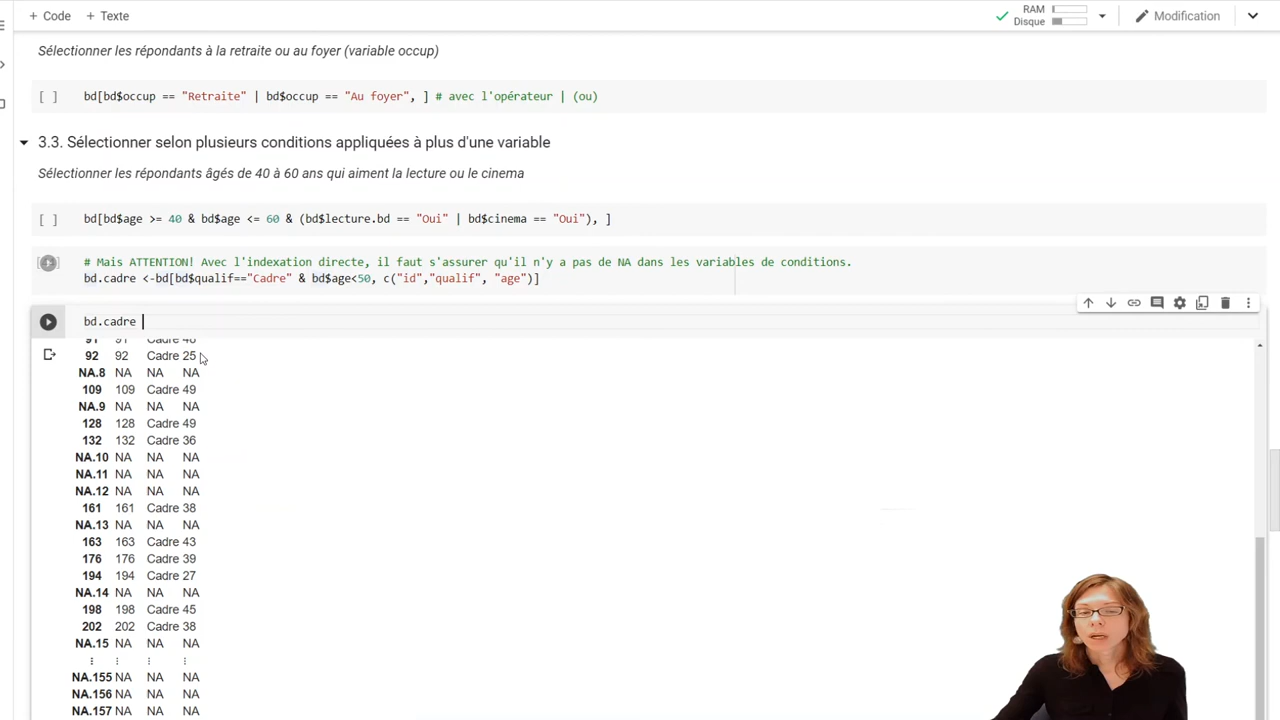 + Code + Texte
RAM
Disque
Modification
Sélectionner les répondants à la retraite ou au foyer (variable occup)
[ ] bd[bd$occup == "Retraite" | bd$occup == "Au foyer", ] # avec l'opérateur | (ou)
3.3. Sélectionner selon plusieurs conditions appliquées à plus d'une variable
Sélectionner les répondants âgés de 40 à 60 ans qui aiment la lecture ou le cinema
[ ] bd[bd$age >= 40 & bd$age <= 60 & (bd$lecture.bd == "Oui" | bd$cinema == "Oui"), ]
# Mais ATTENTION! Avec l'indexation directe, il faut s'assurer qu'il n'y a pas de NA dans les variables de conditions.
bd.cadre <-bd[bd$qualif=="Cadre" & bd$age<50, c("id","qualif", "age")]
bd.cadre
91 91 Cadre
92 92 Cadre 25
NA.8 NA NA NA
109 109 Cadre 49
NA.9 NA NA NA
128 128 Cadre 49
132 132 Cadre 36
NA.10 NA NA NA
NA.11 NA NA NA
NA.12 NA NA NA
161 161 Cadre 38
NA.13 NA NA NA
163 163 Cadre 43
176 176 Cadre 39
194 194 Cadre 27
NA.14 NA NA NA
198 198 Cadre 45
202 202 Cadre 38
NA.15 NA NA NA
⋮ ⋮ ⋮ ⋮
NA.155 NA NA NA
NA.156 NA NA NA
NA.157 NA NA NA